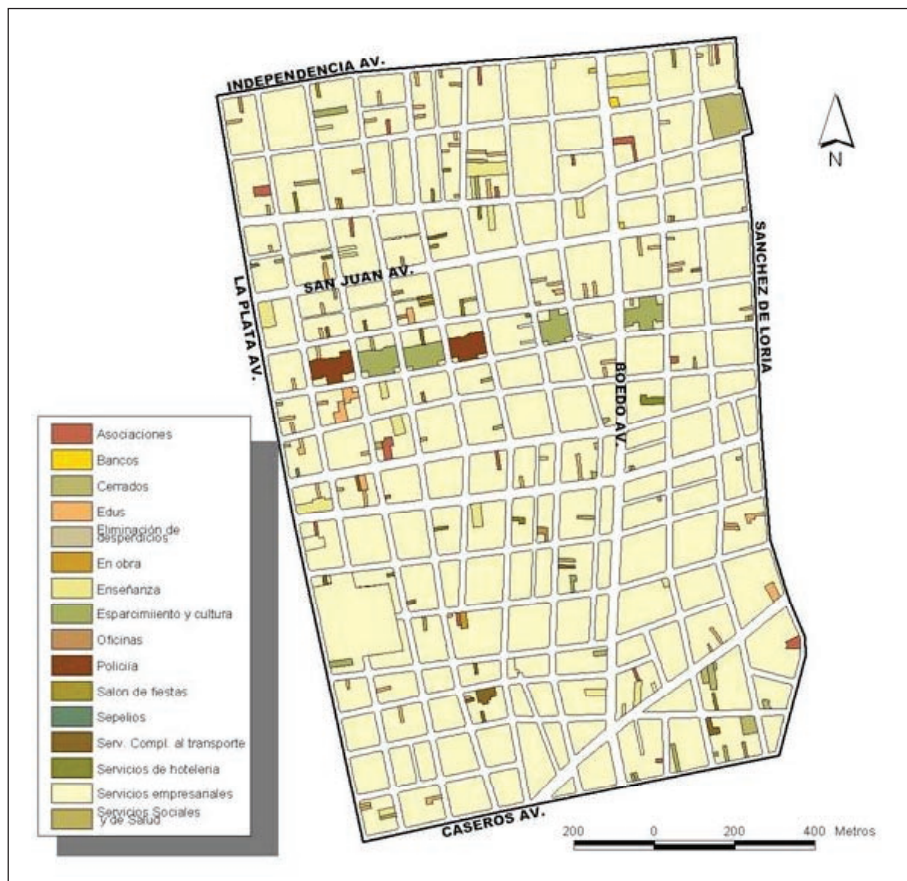 INDEPENDENCIA AV.
N
SAN JUAN AV.
LA PLATA AV.
SANCHEZ DE LORIA
BOEDO AV.
Asociaciones
Bancos
Cerrados
Edus
Eliminación de
desperdicios
En obra
Enseñanza
Esparcimiento y cultura
Oficinas
Policiia
Salon de fiestas
Sepelios
Serv. Compl. al transporte
Servicios de hoteleria
Servicios empresariales
Servicios Sociales
y de Salud
CASEROS AV.
200 0 200 400 Metros